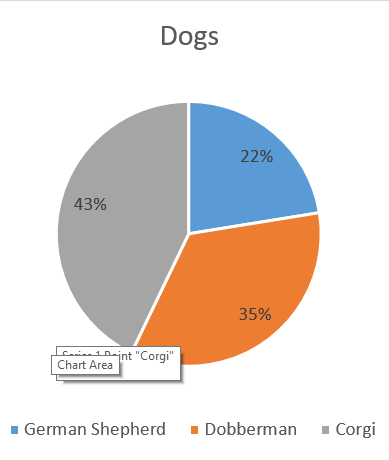 Dogs
22%
43%
35%
Series 1 Point "Corgi"
Chart Area
German Shepherd Dobberman Corgi